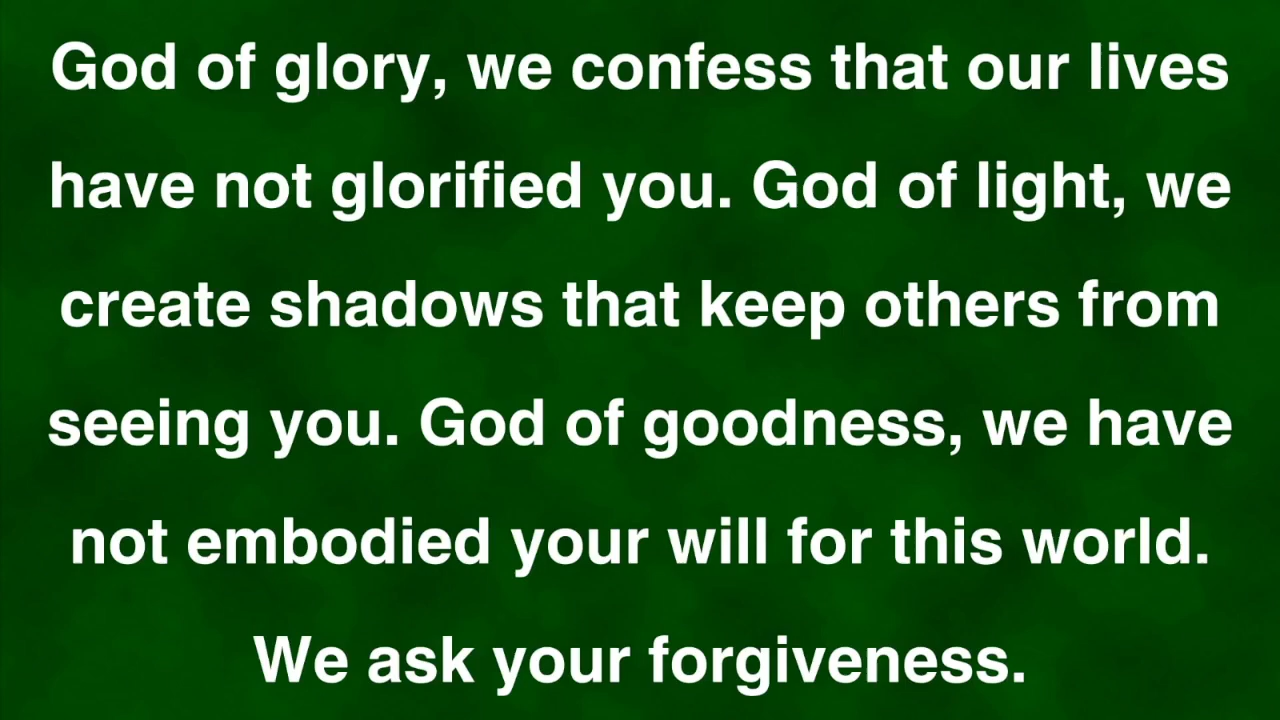 God of glory, we confess that our lives
have not glorified you. God of light, we
create shadows that keep others from
seeing you. God of goodness, we have
not embodied your will for this world.
We ask your forgiveness.